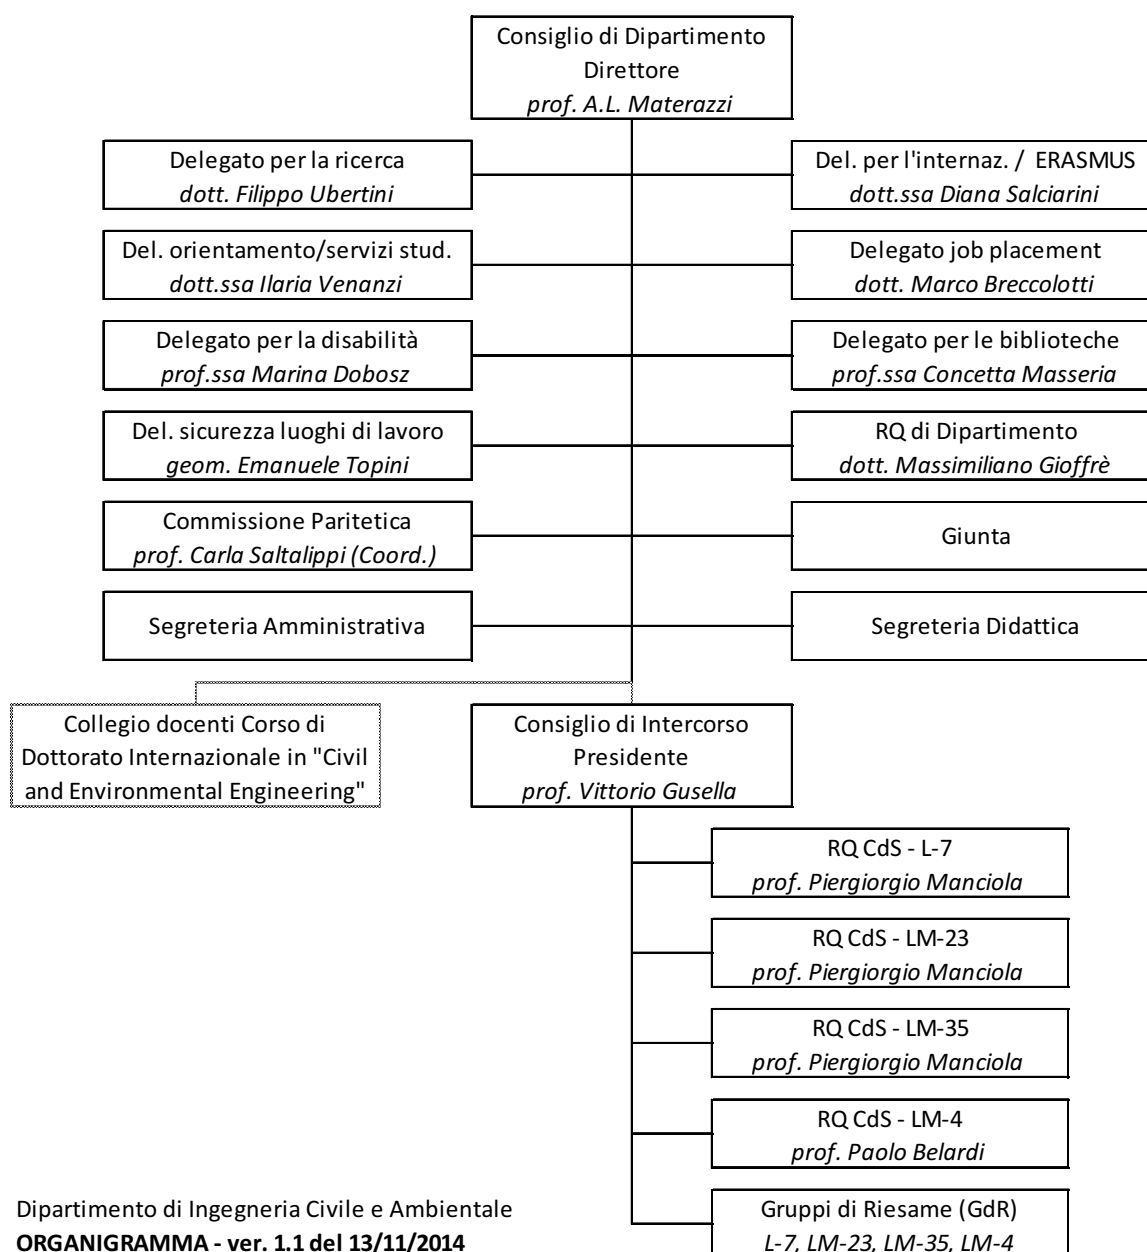 Consiglio di Dipartimento
Direttore
prof. A.L. Materazzi
Delegato per la ricerca
dott. Filippo Ubertini
Del. per l'internaz. / ERASMUS
dott.ssa Diana Salciarini
Del. orientamento/servizi stud.
dott.ssa Ilaria Venanzi
Delegato job placement
dott. Marco Breccolotti
Delegato per la disabilità
prof.ssa Marina Dobosz
Delegato per le biblioteche
prof.ssa Concetta Masseria
Del. sicurezza luoghi di lavoro
geom. Emanuele Topini
RQ di Dipartimento
dott. Massimiliano Gioffrè
Commissione Paritetica
prof. Carla Saltalippi (Coord.)
Giunta
Segreteria Amministrativa
Segreteria Didattica
Collegio docenti Corso di
Dottorato Internazionale in "Civil
and Environmental Engineering"
Consiglio di Intercorso
Presidente
prof. Vittorio Gusella
RQ CdS - L-7
prof. Piergiorgio Manciola
RQ CdS - LM-23
prof. Piergiorgio Manciola
RQ CdS - LM-35
prof. Piergiorgio Manciola
RQ CdS - LM-4
prof. Paolo Belardi
Gruppi di Riesame (GdR)
L-7, LM-23, LM-35, LM-4
Dipartimento di Ingegneria Civile e Ambientale
ORGANIGRAMMA - ver. 1.1 del 13/11/2014